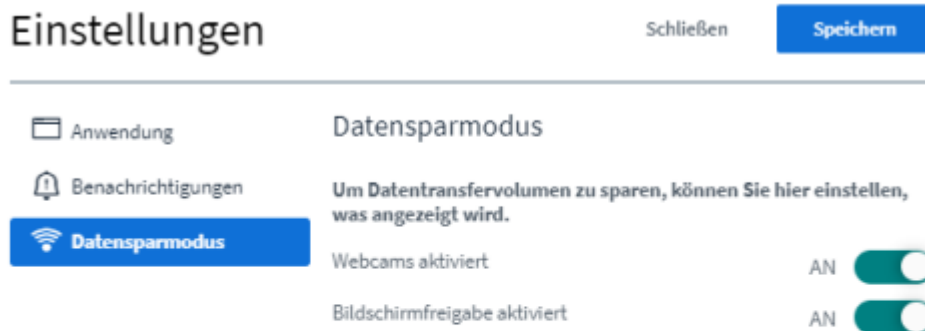 Einstellungen
Schließen
Speichern
Anwendung
Benachrichtigungen
Datensparmodus
Datensparmodus
Um Datentransfervolumen zu sparen, können Sie hier einstellen,
was angezeigt wird.
Webcams aktiviert
AN
Bildschirmfreigabe aktiviert
AN